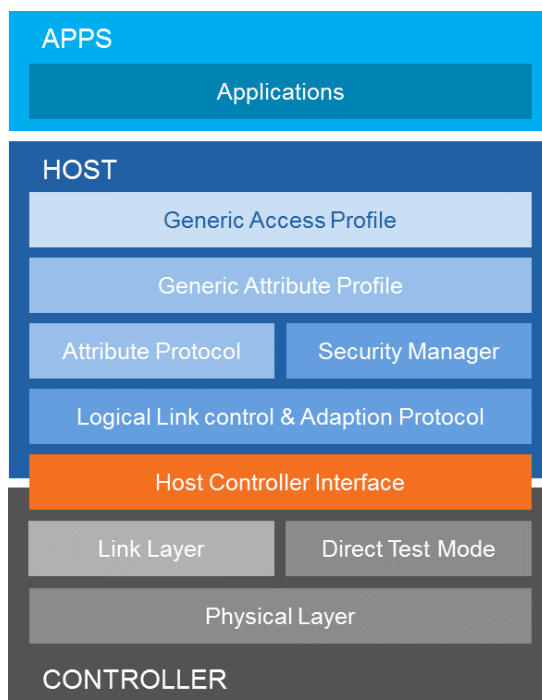 APPS
Applications
HOST
Generic Access Profile
Generic Attribute Profile
Attribute Protocol
Security Manager
Logical Link control & Adaption Protocol
Host Controller Interface
Link Layer
Direct Test Mode
Physical Layer
CONTROLLER